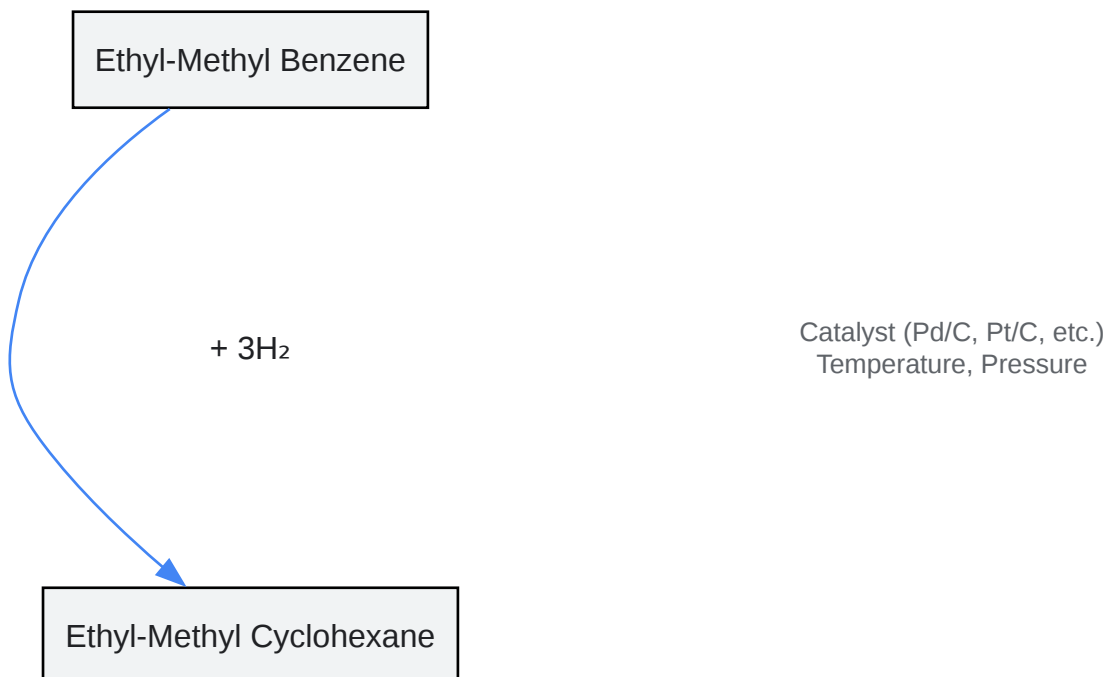 Ethyl-Methyl Benzene
+ 3H₂
Catalyst (Pd/C, Pt/C, etc.)
Temperature, Pressure
Ethyl-Methyl Cyclohexane